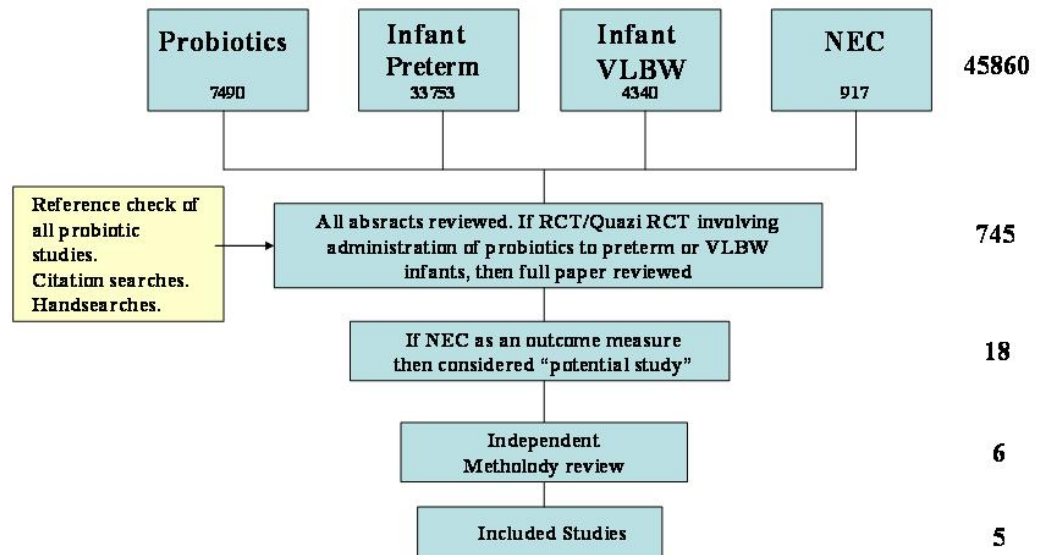 Probiotics
7490
Infant
Preterm
33753
Infant
VLBW
4340
NEC
917
45860
Reference check of
all probiotic
studies.
Citation searches.
Handsearches.
All absracts reviewed. If RCT/Quazi RCT involving
administration of probiotics to preterm or VLBW
infants, then full paper reviewed
745
If NEC as an outcome measure
then considered “potential study”
18
Independent
Metholody review
6
Included Studies
5